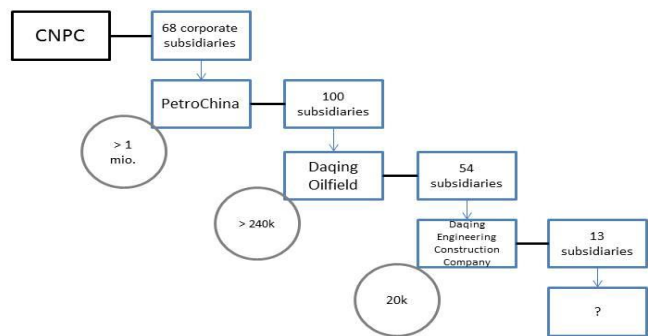 CNPC
68 corporate
subsidiaries
PetroChina
100
subsidiaries
> 1
mio.
Daqing
Oilfield
54
subsidiaries
> 240k
Daqing
Engineering
Construction
Company
13
subsidiaries
20k
?